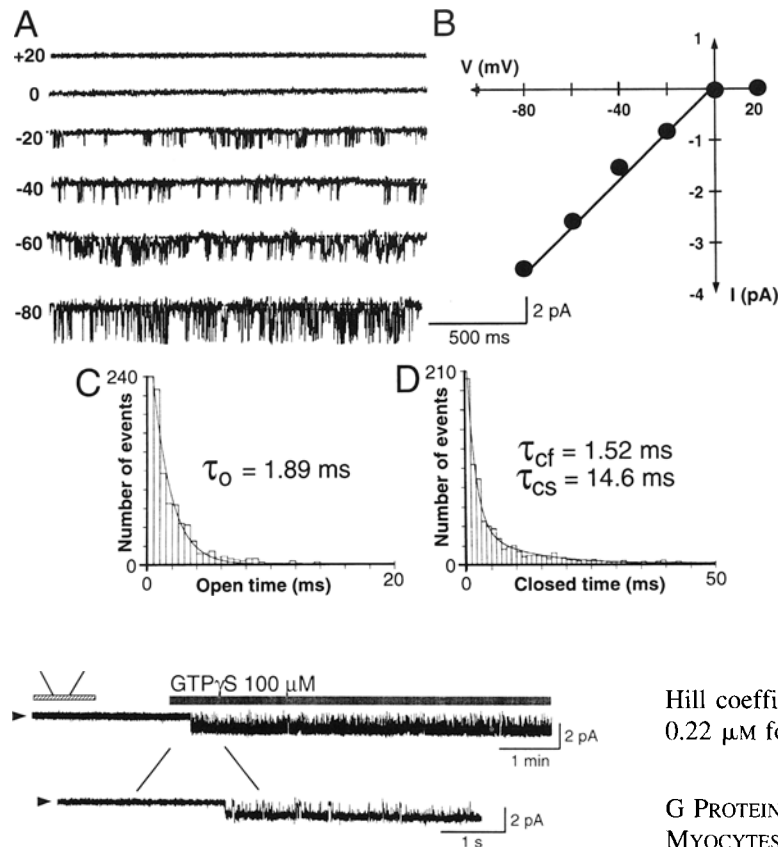 A
+20
0
-20
-40
-60
-80
2 pA
500 ms
B
V (mV)
-80
-40
20
1
-1
-2
-3
-4
I (pA)
C
240
Number of events
τo = 1.89 ms
0
0
Open time (ms)
20
D
210
Number of events
τcf = 1.52 ms
τcs = 14.6 ms
0
0
Closed time (ms)
50
GTPγS 100 μM
2 pA
1 min
2 pA
1 s
Hill coeffi
0.22 μM fo
G PROTEIN
MYOCYTES